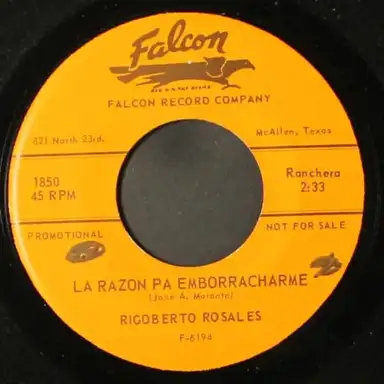 Falcon
REG U.S. PAT. OFF.
FALCON RECORD COMPANY
821 North 23rd.
McAllen, Texas
1850
45 RPM
Ranchera
2:33
PROMOTIONAL
NOT FOR SALE
LA RAZON PA EMBORRACHARME
(Jose A. Morante)
RIGOBERTO ROSALES
F-6194